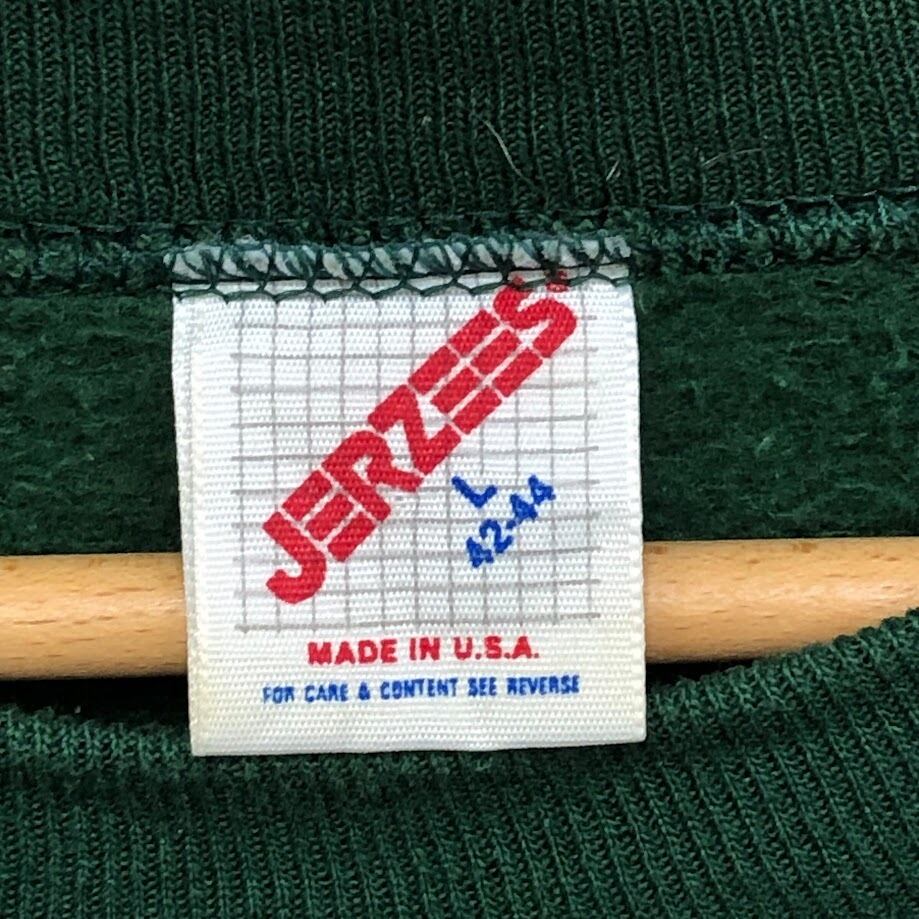 JERZEES
L
42-44
MADE IN U.S.A.
FOR CARE & CONTENT SEE REVERSE